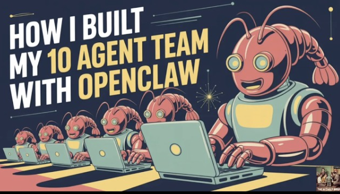 HOW I BUILT
MY 10 AGENT TEAM
WITH OPENCLAW